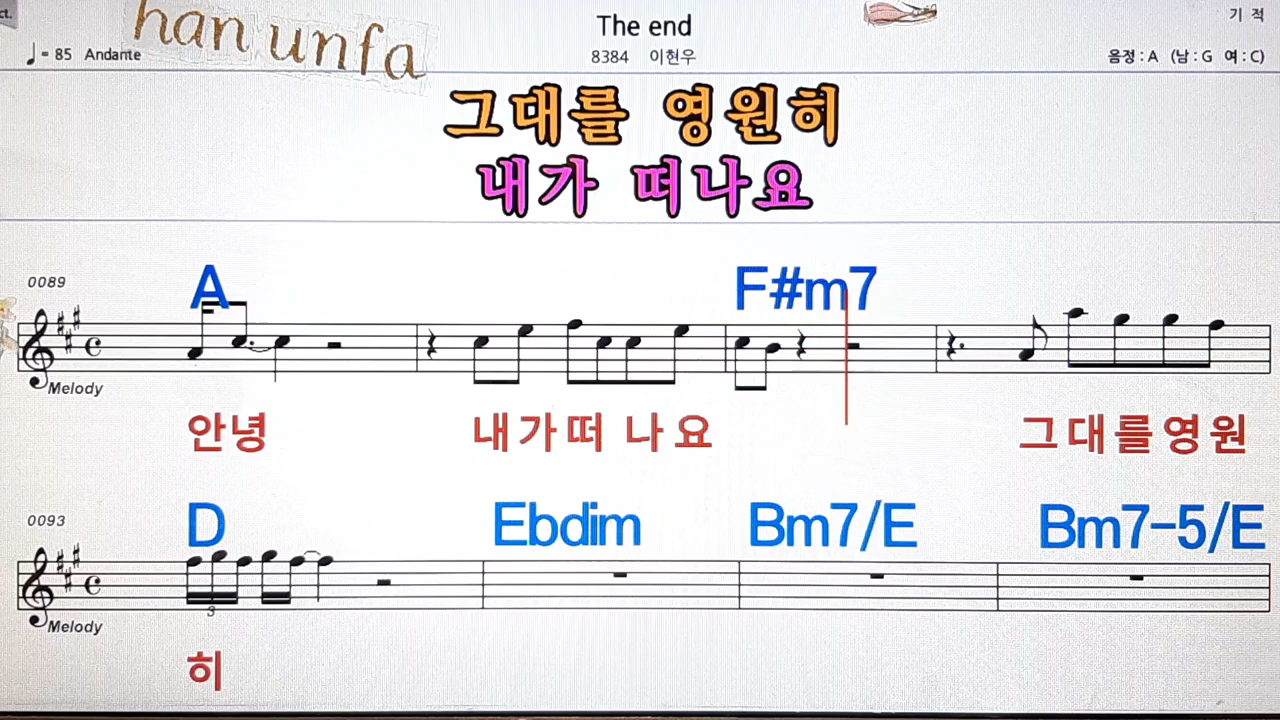 ct.
han unfa
The end
기 적
♩= 85 Andante
8384 이현우
음정 : A (남 : G 여 : C)
그대를 영원히
내가 떠나요
0089
A F#m7
Melody
안녕 내가떠 나요 그대를영원
0093
D Ebdim Bm7/E Bm7-5/E
3
Melody
히